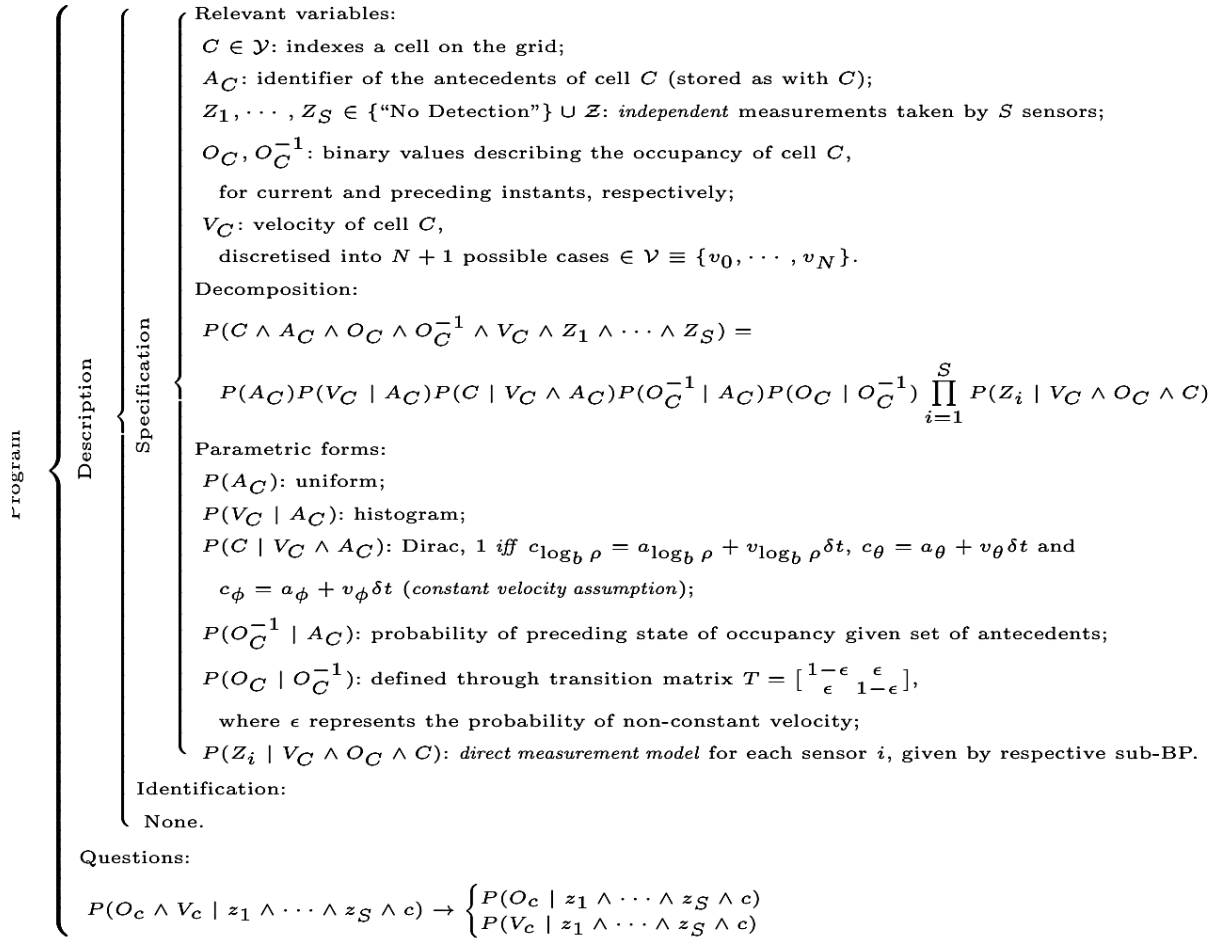 Program
Description
Specification
Relevant variables:
C ∈ 𝒴: indexes a cell on the grid;
A_C: identifier of the antecedents of cell C (stored as with C);
Z_1, ⋯ , Z_S ∈ {“No Detection”} ∪ 𝒵: independent measurements taken by S sensors;
O_C, O_C^{−1}: binary values describing the occupancy of cell C,
for current and preceding instants, respectively;
V_C: velocity of cell C,
discretised into N + 1 possible cases ∈ 𝒱 ≡ {v_0, ⋯ , v_N}.
Decomposition:
P(C ∧ A_C ∧ O_C ∧ O_C^{−1} ∧ V_C ∧ Z_1 ∧ ⋯ ∧ Z_S) =
P(A_C)P(V_C | A_C)P(C | V_C ∧ A_C)P(O_C^{−1} | A_C)P(O_C | O_C^{−1}) ∏_{i=1}^{S} P(Z_i | V_C ∧ O_C ∧ C)
Parametric forms:
P(A_C): uniform;
P(V_C | A_C): histogram;
P(C | V_C ∧ A_C): Dirac, 1 iff c_{log_b ρ} = a_{log_b ρ} + v_{log_b ρ}δt, c_θ = a_θ + v_θδt and
c_ϕ = a_ϕ + v_ϕδt (constant velocity assumption);
P(O_C^{−1} | A_C): probability of preceding state of occupancy given set of antecedents;
P(O_C | O_C^{−1}): defined through transition matrix T = [1−ϵ ϵ; ϵ 1−ϵ],
where ϵ represents the probability of non-constant velocity;
P(Z_i | V_C ∧ O_C ∧ C): direct measurement model for each sensor i, given by respective sub-BP.
Identification:
None.
Questions:
P(O_c ∧ V_c | z_1 ∧ ⋯ ∧ z_S ∧ c) → { P(O_c | z_1 ∧ ⋯ ∧ z_S ∧ c)
P(V_c | z_1 ∧ ⋯ ∧ z_S ∧ c)